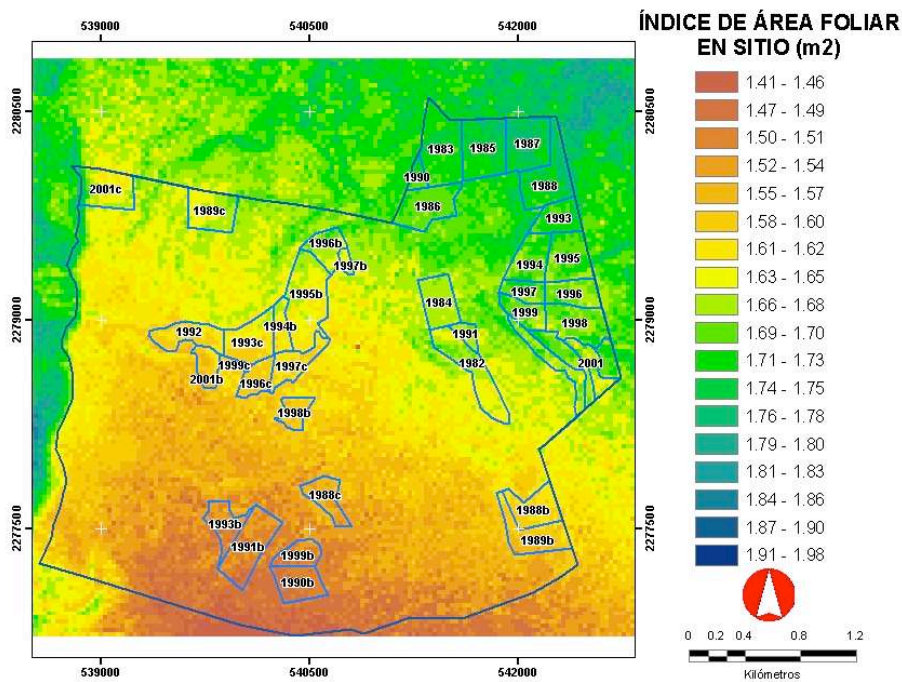 539000 540500 542000
ÍNDICE DE ÁREA FOLIAR
EN SITIO (m2)
2280500
2279000
2277500
2280500
2279000
2277500
1983
1985
1987
1990
1988
1986
2001c
1989c
1993
1996b
1997b
1995
1994
1995b
1997
1996
1984
1999
1998
1994b
1992
1993c
1991
1982
2001
1999c
1997c
2001b
1996c
1998b
1988c
1988b
1993b
1991b
1989b
1999b
1990b
539000 540500 542000
1.41 - 1.46
1.47 - 1.49
1.50 - 1.51
1.52 - 1.54
1.55 - 1.57
1.58 - 1.60
1.61 - 1.62
1.63 - 1.65
1.66 - 1.68
1.69 - 1.70
1.71 - 1.73
1.74 - 1.75
1.76 - 1.78
1.79 - 1.80
1.81 - 1.83
1.84 - 1.86
1.87 - 1.90
1.91 - 1.98
0 0.2 0.4 0.8 1.2
Kilómetros